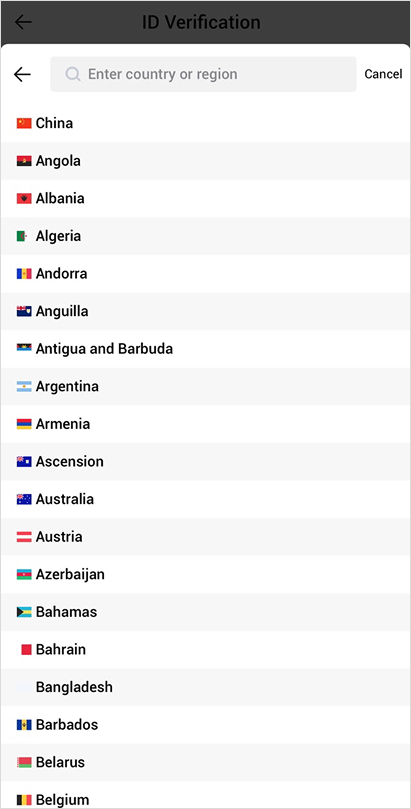 ID Verification
Enter country or region
Cancel
China
Angola
Albania
Algeria
Andorra
Anguilla
Antigua and Barbuda
Argentina
Armenia
Ascension
Australia
Austria
Azerbaijan
Bahamas
Bahrain
Bangladesh
Barbados
Belarus
Belgium